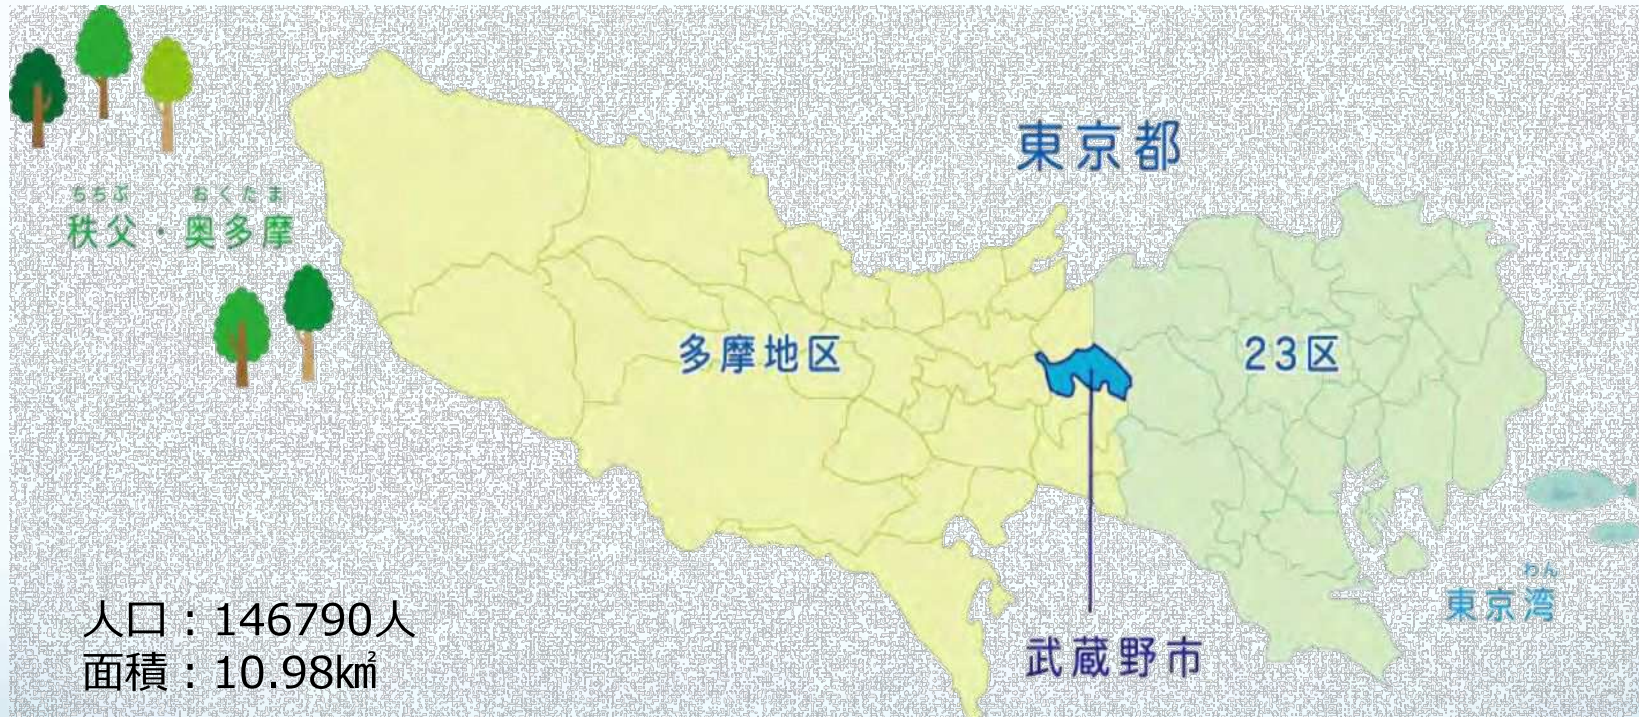 東京都
ちちぶ おくたま
秩父・奥多摩
多摩地区
23区
わん
東京湾
人口：146790人
面積：10.98㎢
武蔵野市